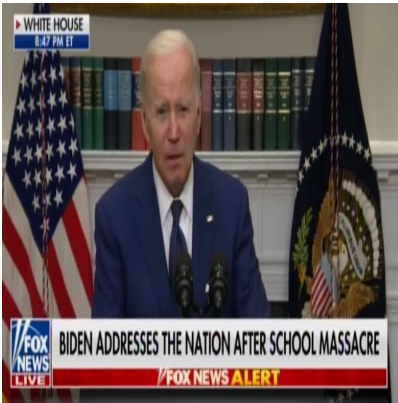 WHITE HOUSE
8:47 PM ET
FOX
NEWS
LIVE
BIDEN ADDRESSES THE NATION AFTER SCHOOL MASSACRE
FOX NEWS ALERT